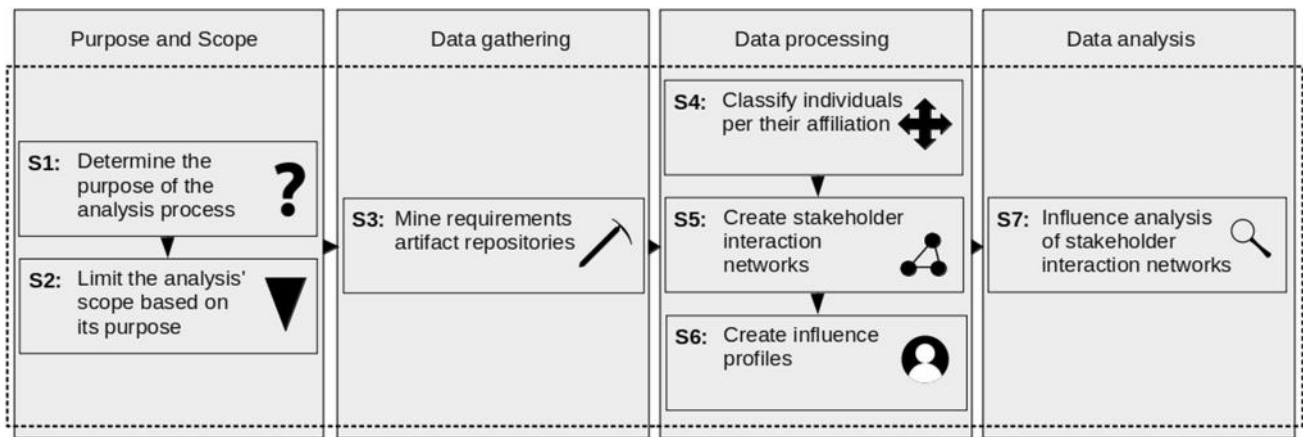 Purpose and Scope
Data gathering
Data processing
Data analysis
S1: Determine the
purpose of the
analysis process
S2: Limit the analysis'
scope based on
its purpose
S3: Mine requirements
artifact repositories
S4: Classify individuals
per their affiliation
S5: Create stakeholder
interaction
networks
S6: Create influence
profiles
S7: Influence analysis
of stakeholder
interaction networks